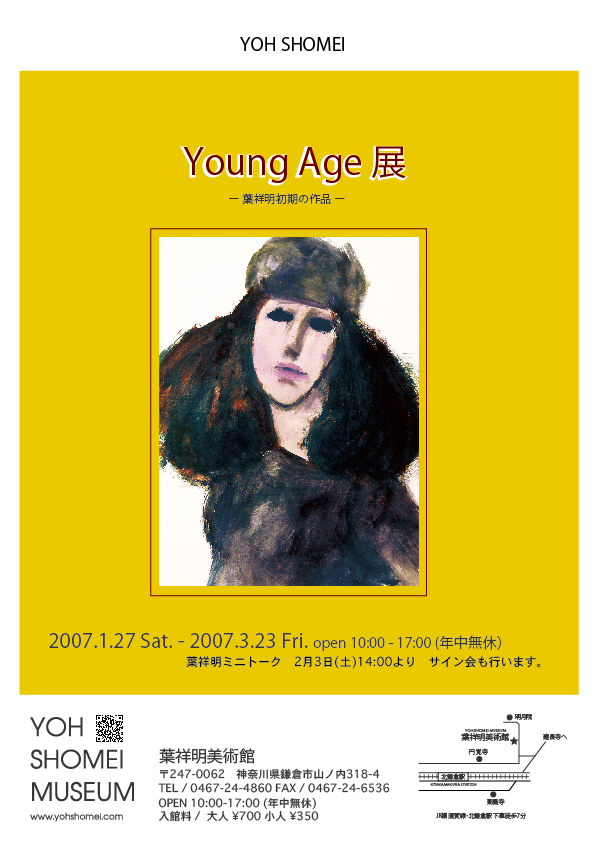 YOH SHOMEI
Young Age 展
― 葉祥明初期の作品 ―
2007.1.27 Sat. - 2007.3.23 Fri. open 10:00 - 17:00 (年中無休)
葉祥明ミニトーク 2月3日(土)14:00より サイン会も行います。
YOH
SHOMEI
MUSEUM
www.yohshomei.com
葉祥明美術館
〒247-0062 神奈川県鎌倉市山ノ内318-4
TEL / 0467-24-4860 FAX / 0467-24-6536
OPEN 10:00-17:00 (年中無休)
入館料 / 大人 ¥700 小人 ¥350
明月院
YOH SHOMEI MUSEUM
葉祥明美術館
建長寺へ
円覚寺
北鎌倉駅
KITAKAMAKURA STATION
東慶寺
JR横須賀線・北鎌倉駅 下車徒歩7分